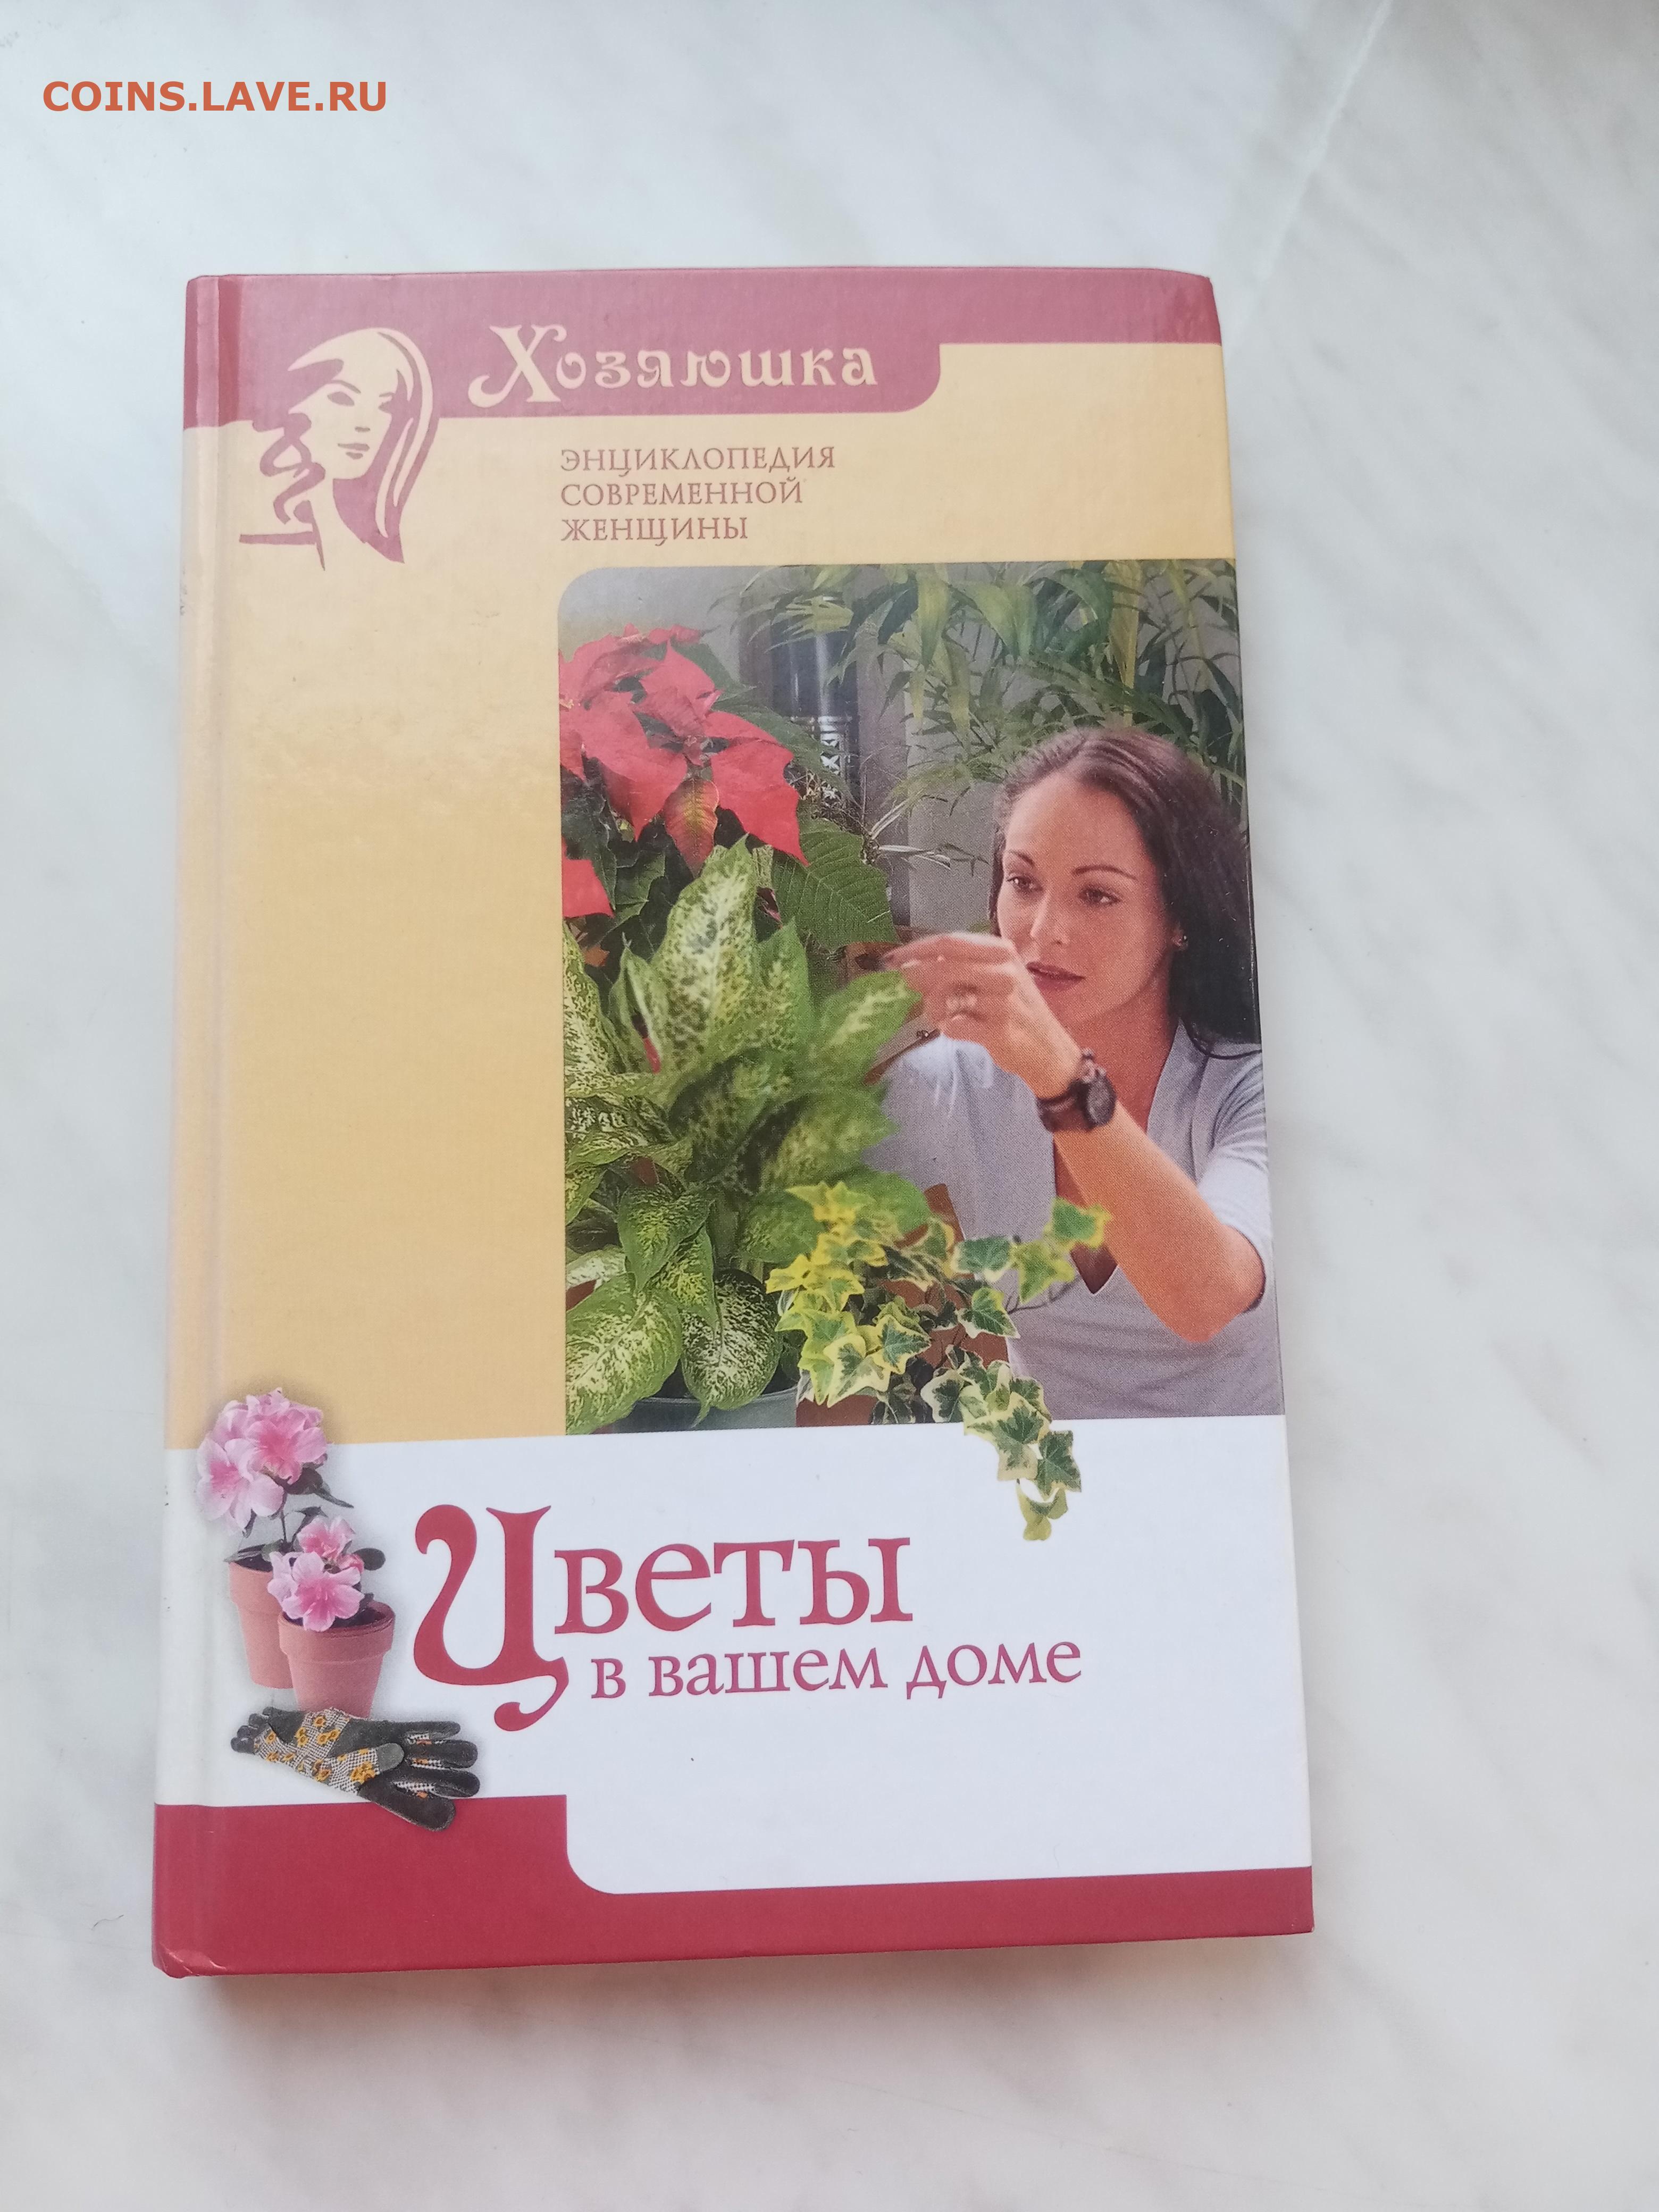 COINS.LAVE.RU
Хозяюшка
ЭНЦИКЛОПЕДИЯ
СОВРЕМЕННОЙ
ЖЕНЩИНЫ
Цветы
в вашем доме